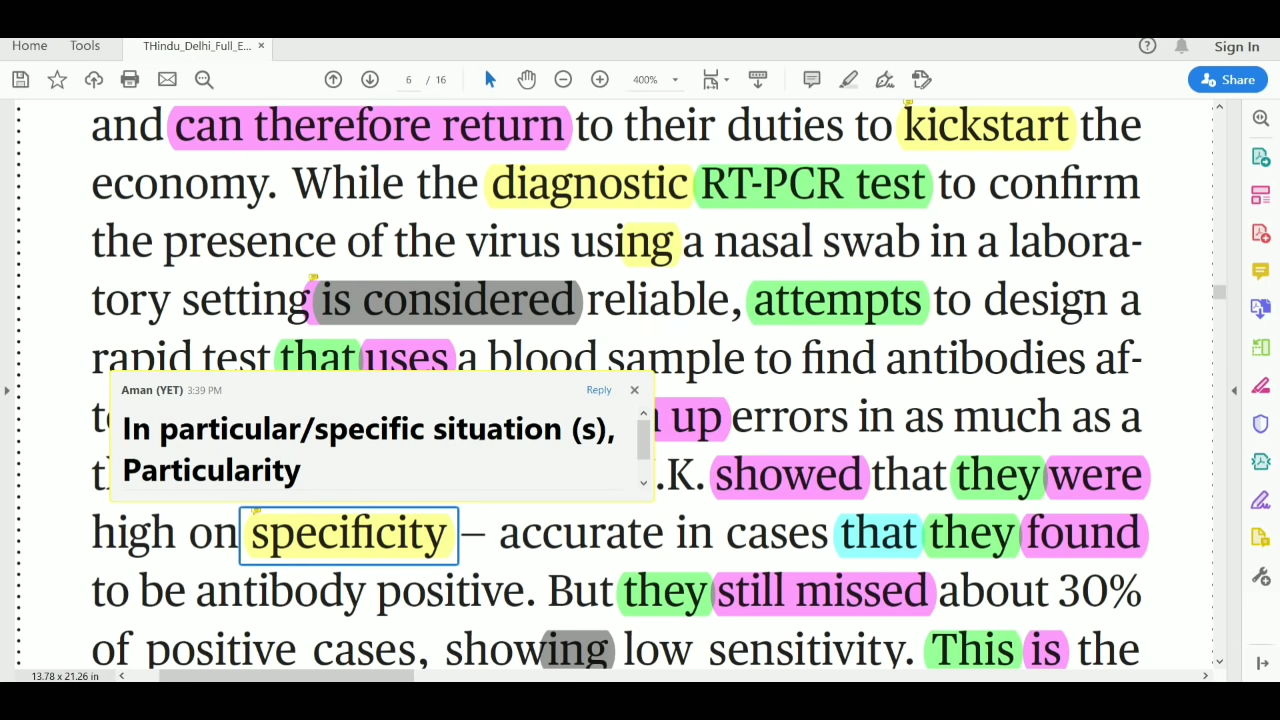 Home Tools THindu_Delhi_Full_E... × Sign In
6 / 16 400% Share
and can therefore return to their duties to kickstart the
economy. While the diagnostic RT-PCR test to confirm
the presence of the virus using a nasal swab in a labora-
tory setting is considered reliable, attempts to design a
rapid test that uses a blood sample to find antibodies af-
Aman (YET) 3:39 PM Reply
In particular/specific situation (s),
Particularity
up errors in as much as a
.K. showed that they were
high on specificity – accurate in cases that they found
to be antibody positive. But they still missed about 30%
of positive cases, showing low sensitivity. This is the
13.78 x 21.26 in